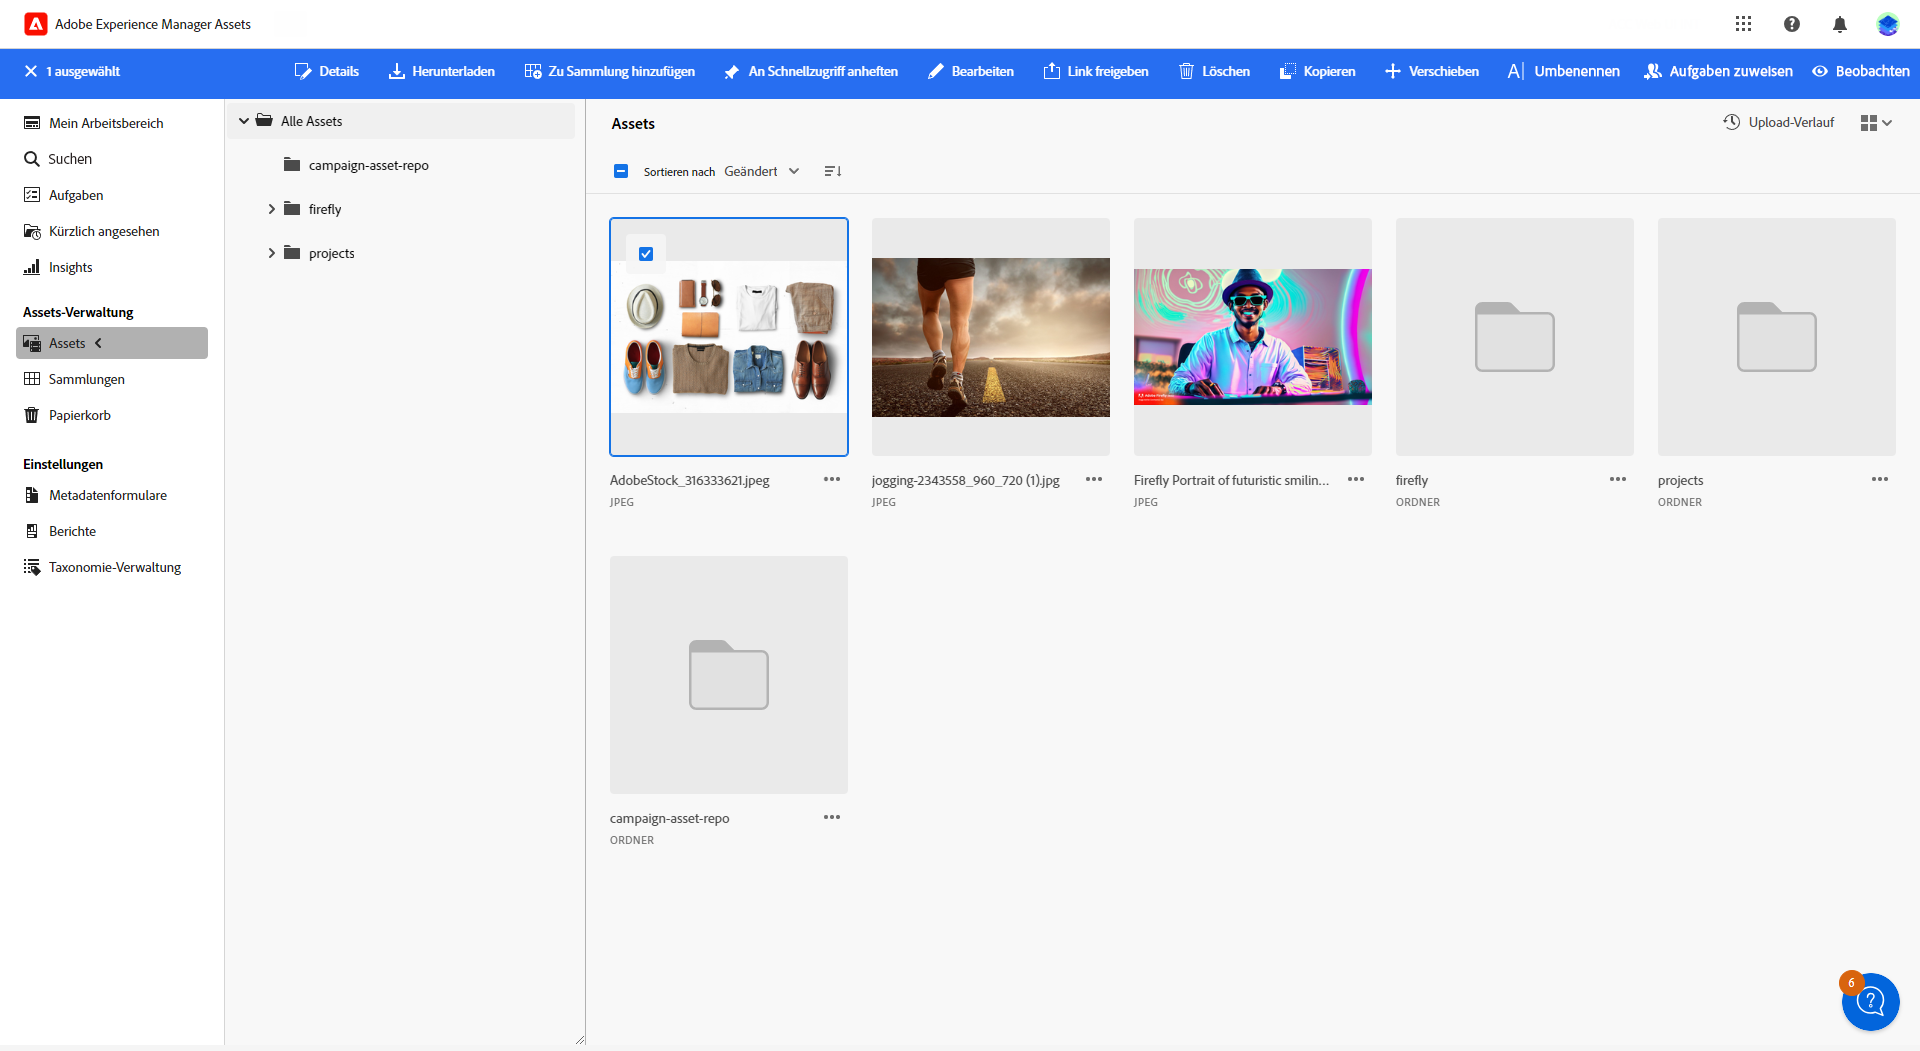 Adobe Experience Manager Assets
1 ausgewählt
Details
Herunterladen
Zu Sammlung hinzufügen
An Schnellzugriff anheften
Bearbeiten
Link freigeben
Löschen
Kopieren
Verschieben
Umbenennen
Aufgaben zuweisen
Beobachten
Mein Arbeitsbereich
Suchen
Aufgaben
Kürzlich angesehen
Insights
Assets-Verwaltung
Assets
Sammlungen
Papierkorb
Einstellungen
Metadatenformulare
Berichte
Taxonomie-Verwaltung
Alle Assets
campaign-asset-repo
firefly
projects
Assets
Upload-Verlauf
Sortieren nach Geändert
AdobeStock_316333621.jpeg
JPEG
jogging-2343558_960_720 (1).jpg
JPEG
Firefly Portrait of futuristic smilin...
JPEG
firefly
ORDNER
projects
ORDNER
campaign-asset-repo
ORDNER
6